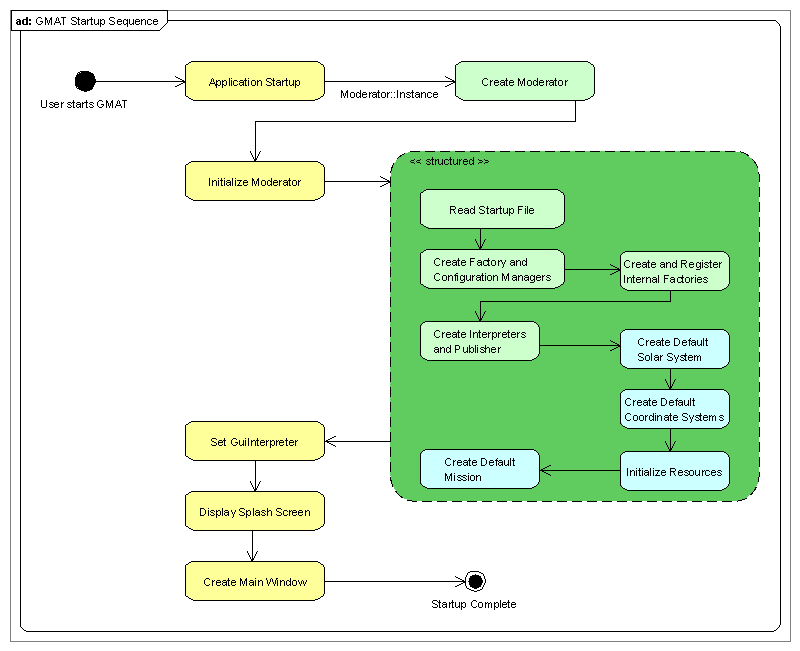 ad: GMAT Startup Sequence
Application Startup
Create Moderator
Moderator::Instance
User starts GMAT
Initialize Moderator
<< structured >>
Read Startup File
Create Factory and
Configuration Managers
Create and Register
Internal Factories
Create Interpreters
and Publisher
Create Default
Solar System
Create Default
Coordinate Systems
Initialize Resources
Create Default
Mission
Set GuiInterpreter
Display Splash Screen
Create Main Window
Startup Complete